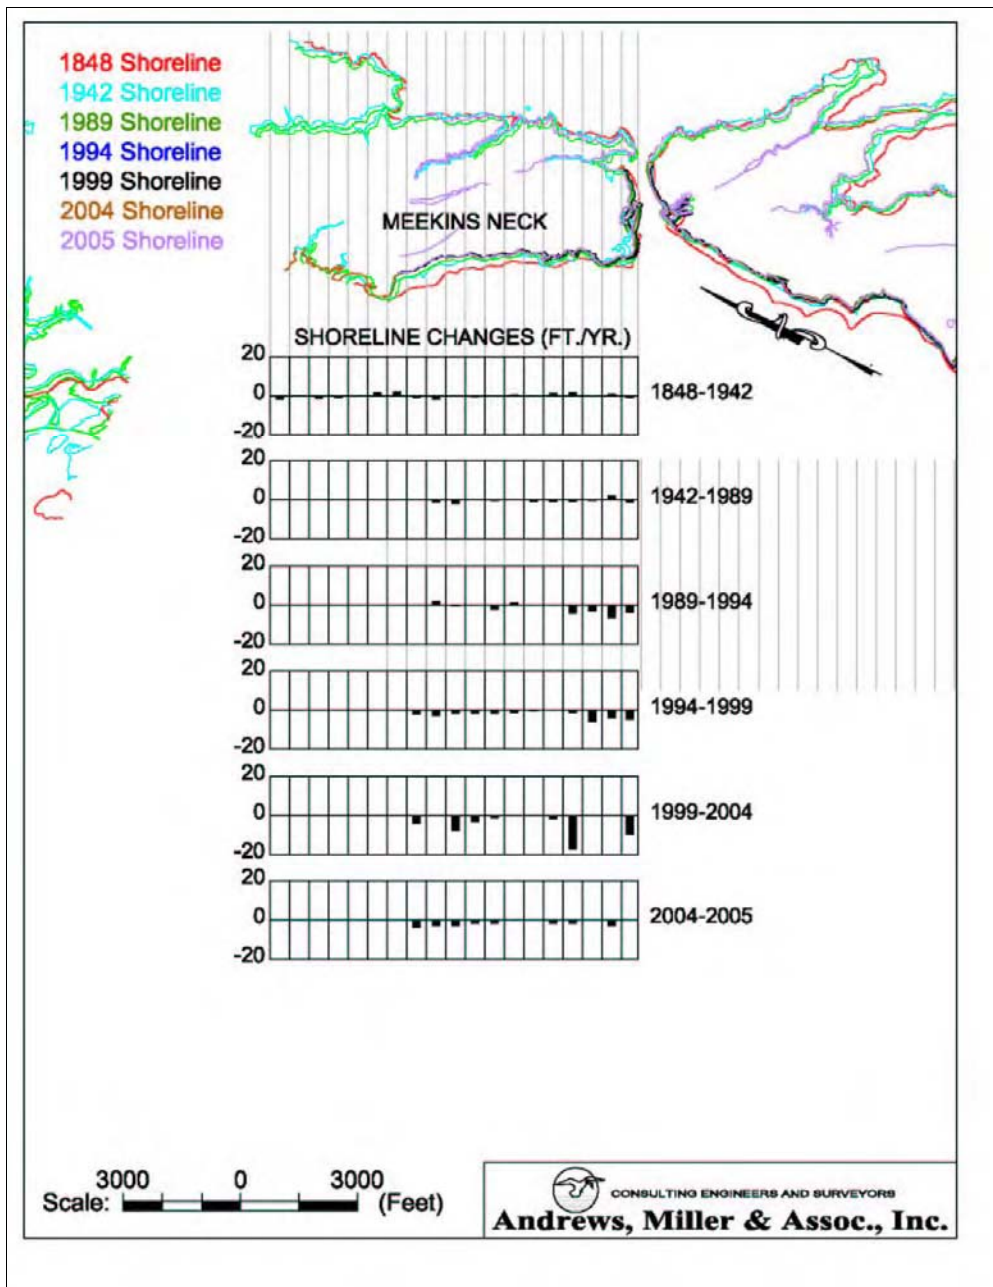 1848 Shoreline
1942 Shoreline
1989 Shoreline
1994 Shoreline
1999 Shoreline
2004 Shoreline
2005 Shoreline
MEEKINS NECK
SHORELINE CHANGES (FT./YR.)
20
0
-20
1848-1942
20
0
-20
1942-1989
20
0
-20
1989-1994
20
0
-20
1994-1999
20
0
-20
1999-2004
20
0
-20
2004-2005
3000 0 3000
Scale: (Feet)
CONSULTING ENGINEERS AND SURVEYORS
Andrews, Miller & Assoc., Inc.